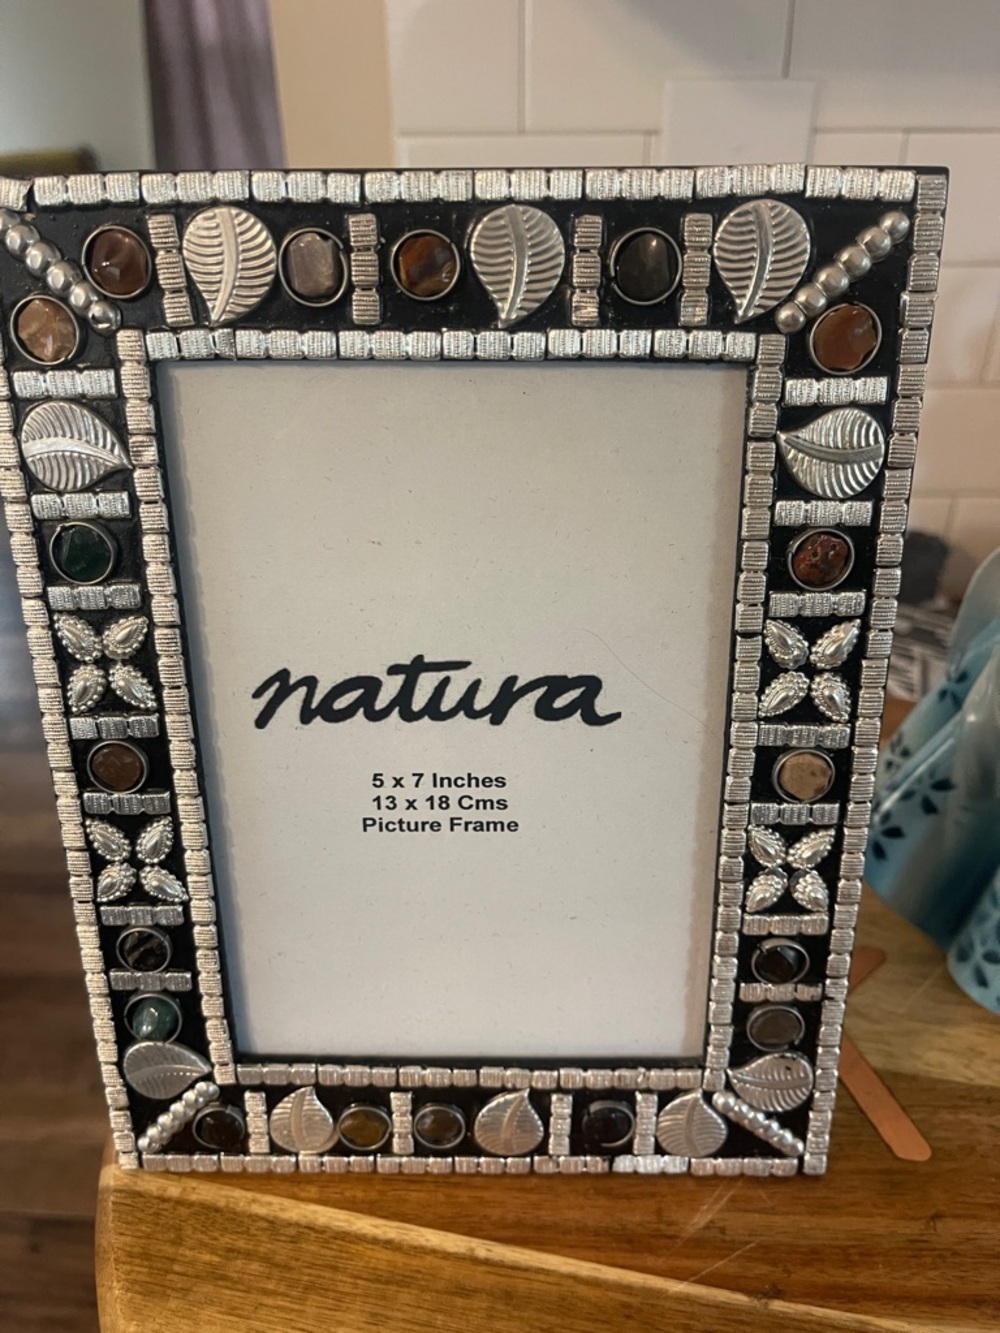 natura
5 x 7 Inches
13 x 18 Cms
Picture Frame